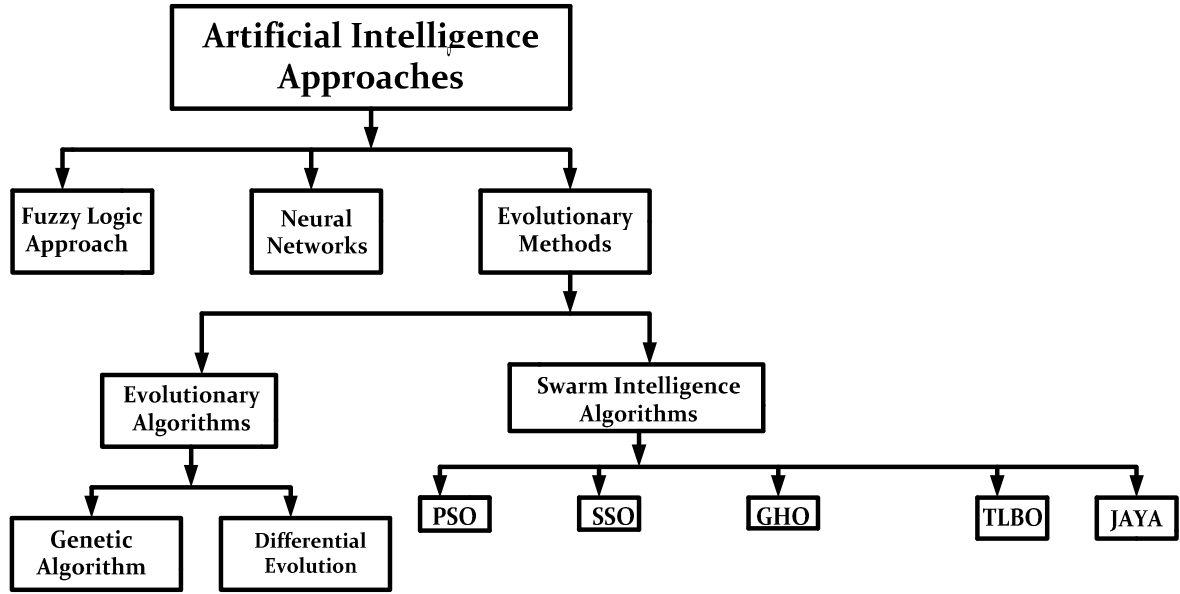 Artificial Intelligence
Approaches
Fuzzy Logic
Approach
Neural
Networks
Evolutionary
Methods
Evolutionary
Algorithms
Swarm Intelligence
Algorithms
Genetic
Algorithm
Differential
Evolution
PSO
SSO
GHO
TLBO
JAYA